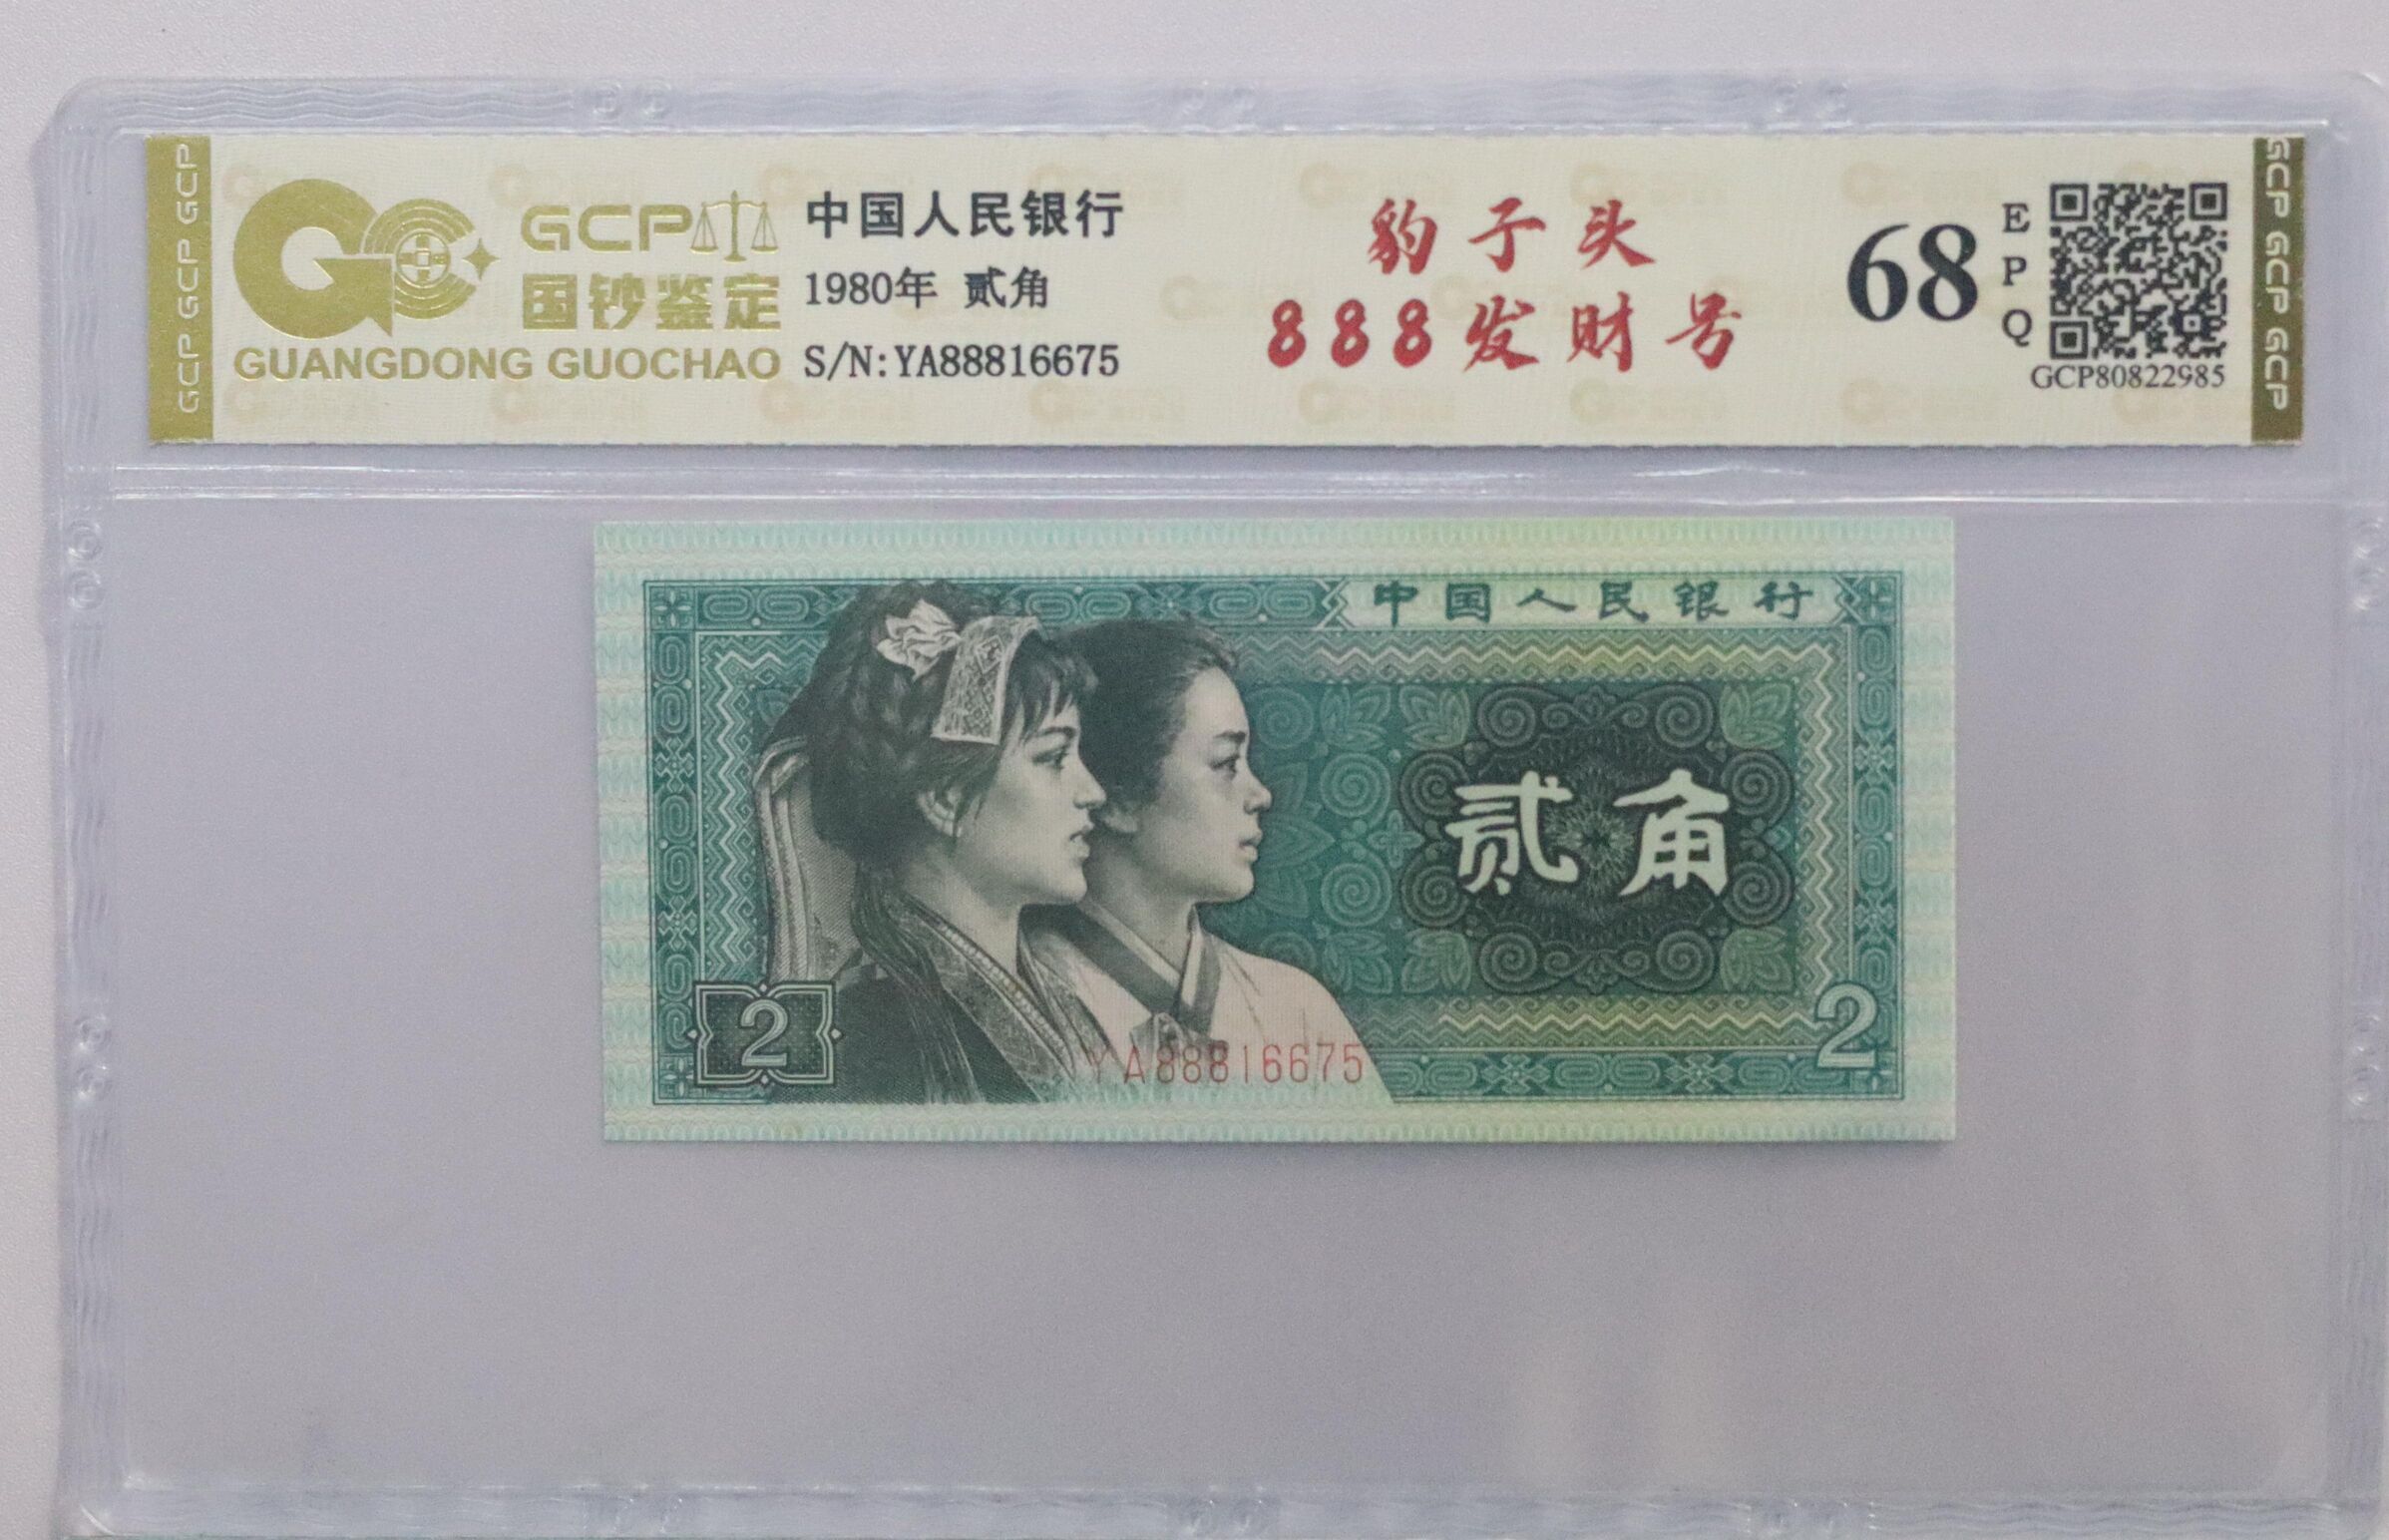 GCP GCP GCP
GCP
国钞鉴定
GUANGDONG GUOCHAO
中国人民银行
1980年 贰角
S/N:YA88816675
豹子头
888发财号
68
EPQ
GCP80822985
GCP GCP GCP
中国人民银行
贰角
2
2
YA88816675